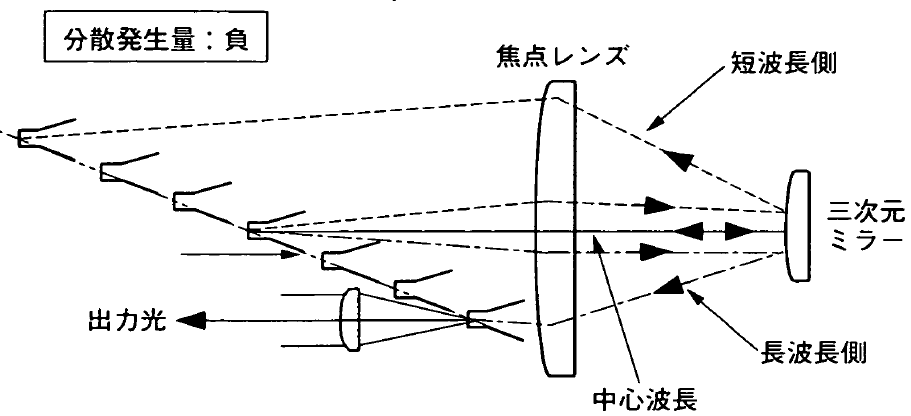 分散発生量：負
焦点レンズ
短波長側
三次元
ミラー
出力光
長波長側
中心波長